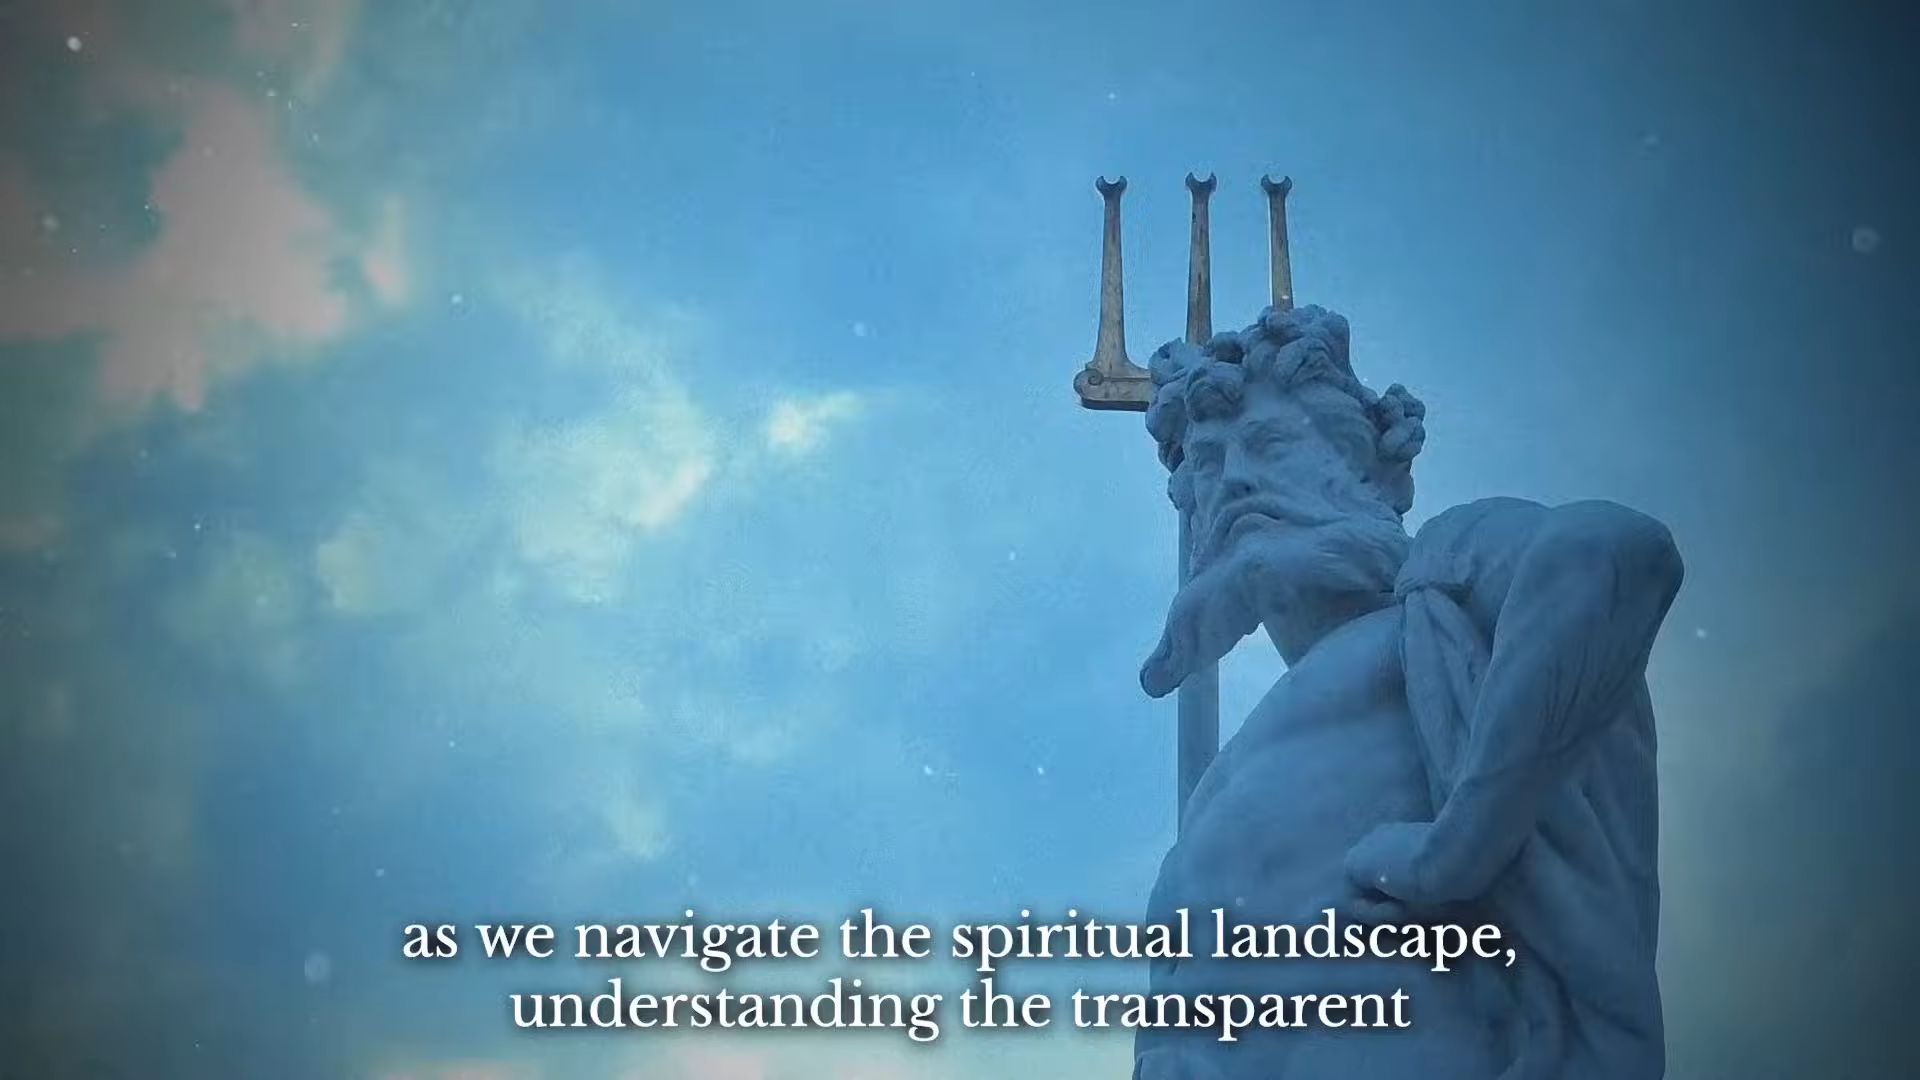 as we navigate the spiritual landscape,
understanding the transparent